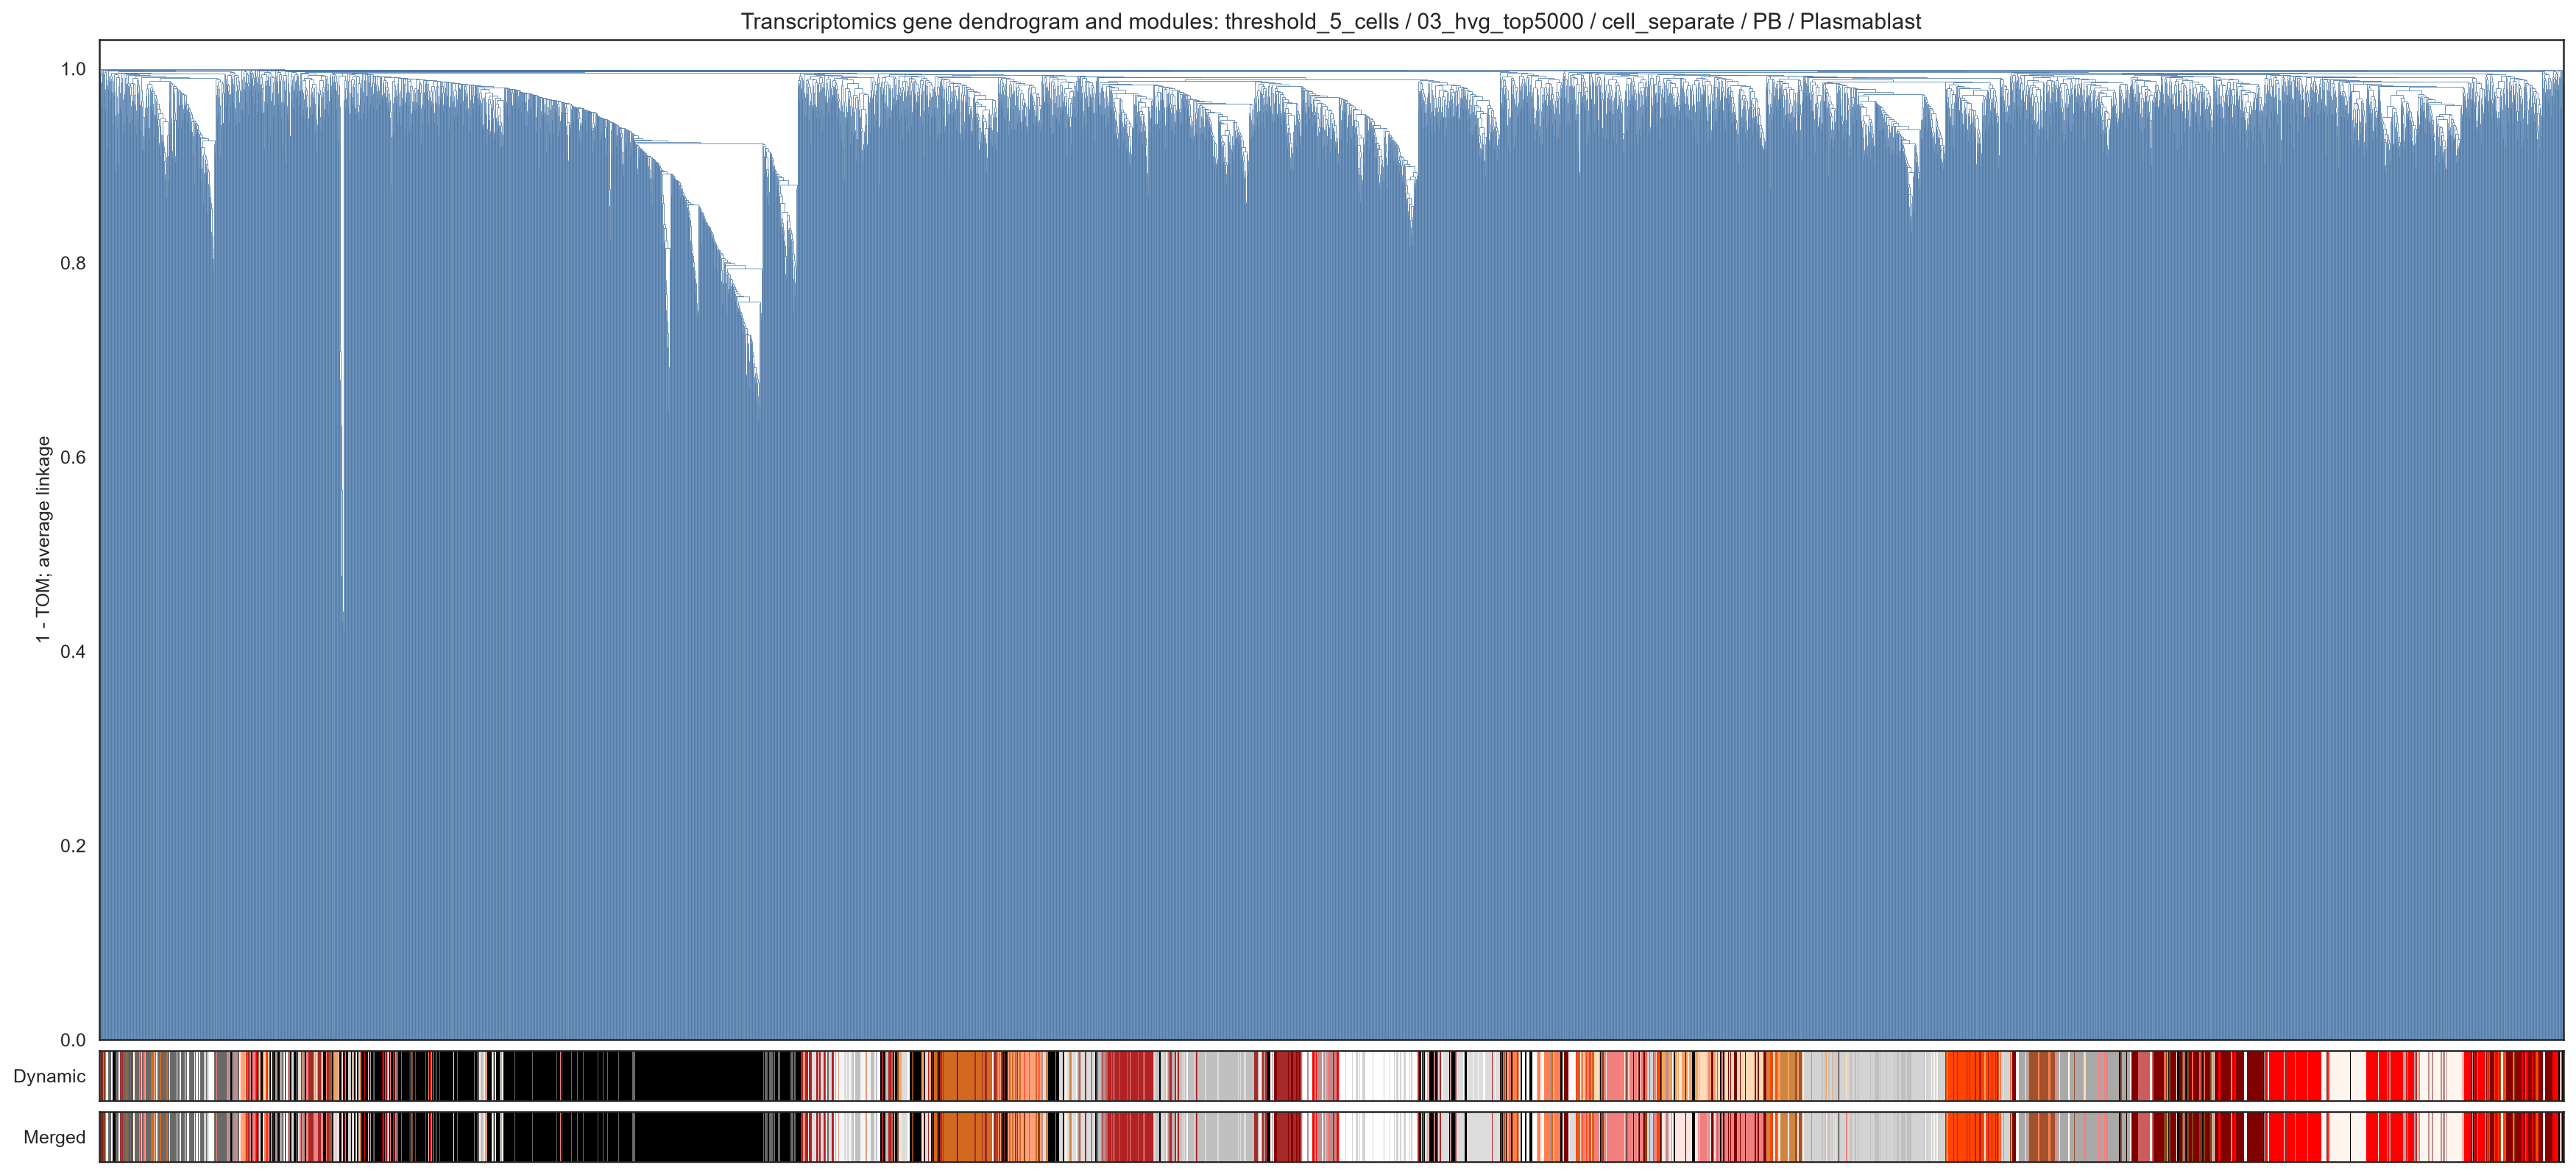 Transcriptomics gene dendrogram and modules: threshold_5_cells / 03_hvg_top5000 / cell_separate / PB / Plasmablast
1.0
0.8
0.6
0.4
0.2
0.0
1 - TOM; average linkage
Dynamic
Merged